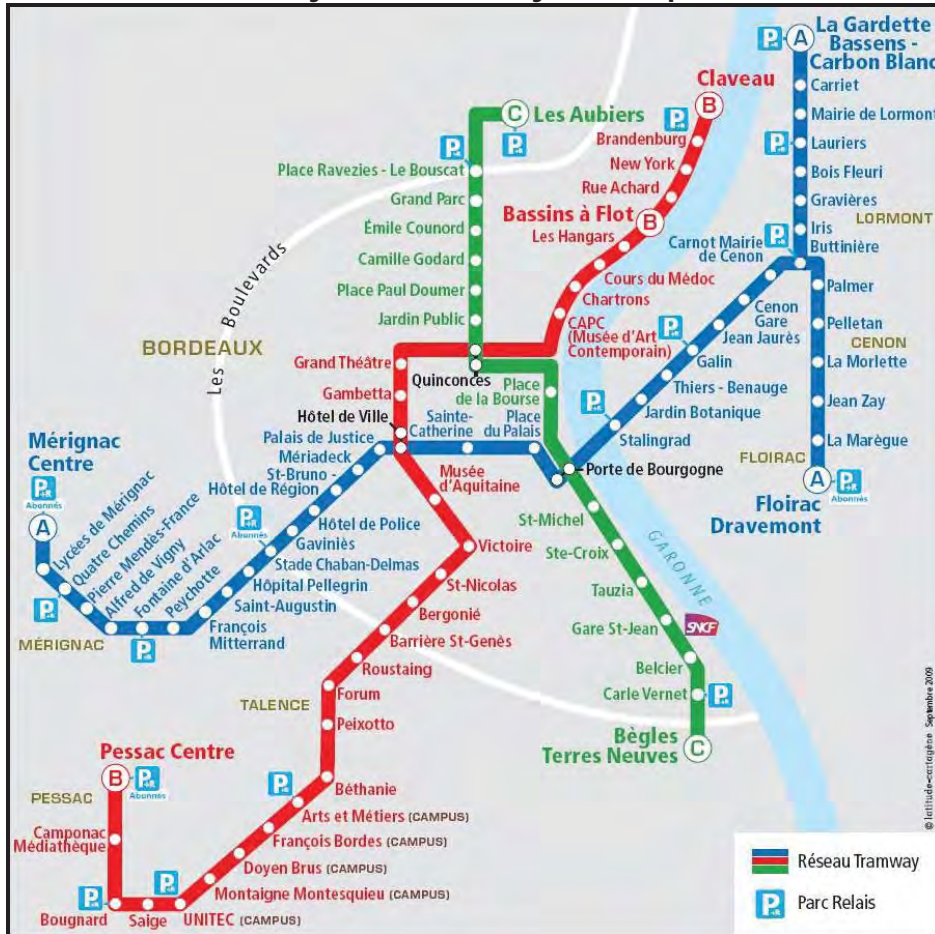 La Gardette
Bassens -
Carbon Blanc
A
P+R
Carriet
Mairie de Lormont
P+R
Lauriers
Bois Fleuri
Gravières
LORMONT
Iris
Buttinière
Carnot Mairie
de Cenon
P+R
Palmer
Pelletan
CENON
La Morlette
Jean Zay
La Marègue
FLOIRAC
A
P+R
Abonnés
Floirac
Dravemont
Claveau
B
P+R
Brandenburg
New York
Rue Achard
Bassins à Flot
B
Les Hangars
Cours du Médoc
Chartrons
CAPC
(Musée d'Art
Contemporain)
C
Les Aubiers
P+R
P+R
Place Ravezies - Le Bouscat
Grand Parc
Émile Counord
Camille Godard
Place Paul Doumer
Jardin Public
Les Boulevards
BORDEAUX
Grand Théâtre
Quinconces
Gambetta
Hôtel de Ville
Place
de la Bourse
Cenon
Gare
Jean Jaurès
P+R
Galin
Thiers - Benauge
Jardin Botanique
P+R
Stalingrad
Porte de Bourgogne
Sainte-
Catherine
Place
du Palais
Palais de Justice
Mériadeck
St-Bruno -
Hôtel de Région
Hôtel de Police
Gaviniès
P+R
Abonnés
Stade Chaban-Delmas
Hôpital Pellegrin
Saint-Augustin
François
Mitterrand
Peychotte
Fontaine d'Arlac
Alfred de Vigny
Pierre Mendès-France
Quatre Chemins
Lycées de Mérignac
Mérignac
Centre
P+R
Abonnés
A
P+R
P+R
MÉRIGNAC
Musée
d'Aquitaine
Victoire
St-Nicolas
Bergonié
Barrière St-Genès
Roustaing
Forum
TALENCE
Peixotto
Béthanie
P+R
Arts et Métiers (CAMPUS)
François Bordes (CAMPUS)
Doyen Brus (CAMPUS)
Montaigne Montesquieu (CAMPUS)
P+R
UNITEC (CAMPUS)
Saige
P+R
Bougnard
Camponac
Médiathèque
Pessac Centre
B
P+R
Abonnés
PESSAC
St-Michel
Ste-Croix
Tauzia
Gare St-Jean
SNCF
Belcier
Carle Vernet
P+R
Bègles
Terres Neuves
C
GARONNE
Réseau Tramway
P+R
Parc Relais
© latitude-cartagène Septembre 2009